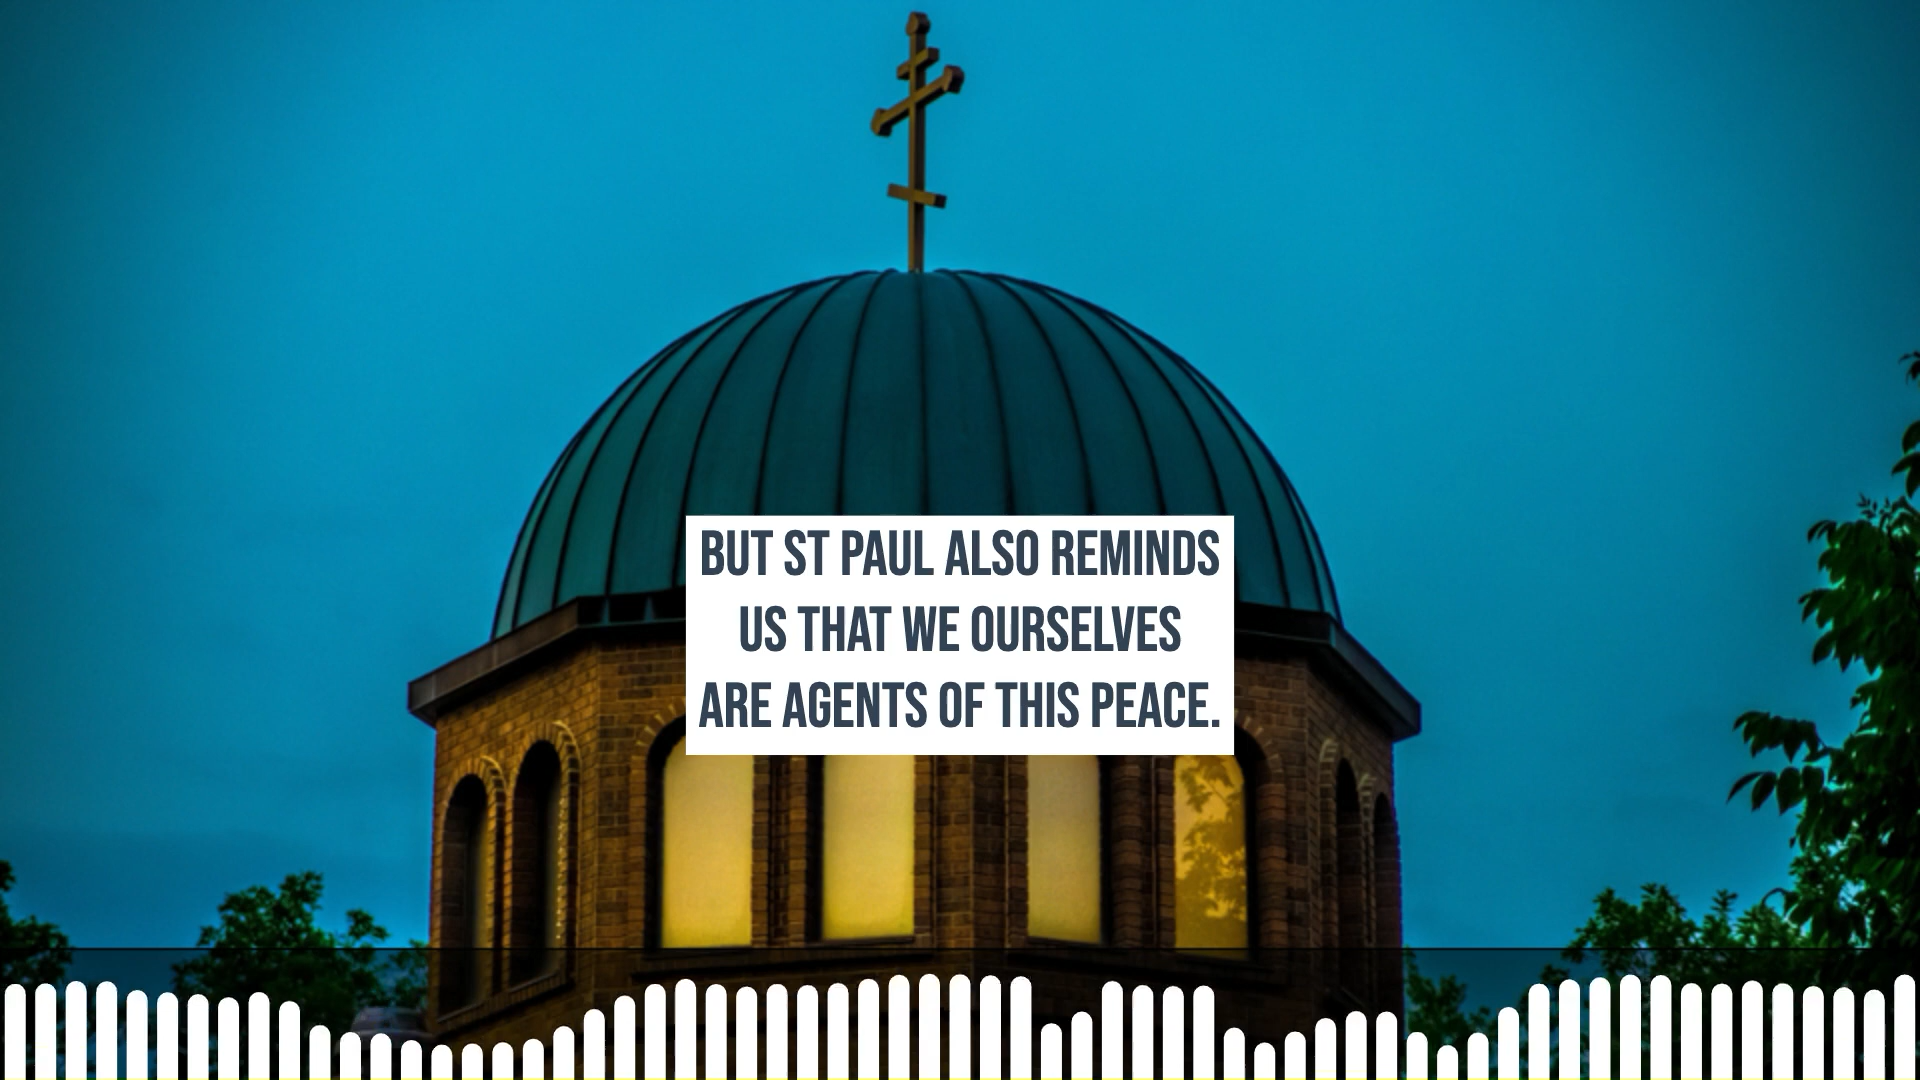 BUT ST PAUL ALSO REMINDS
US THAT WE OURSELVES
ARE AGENTS OF THIS PEACE.